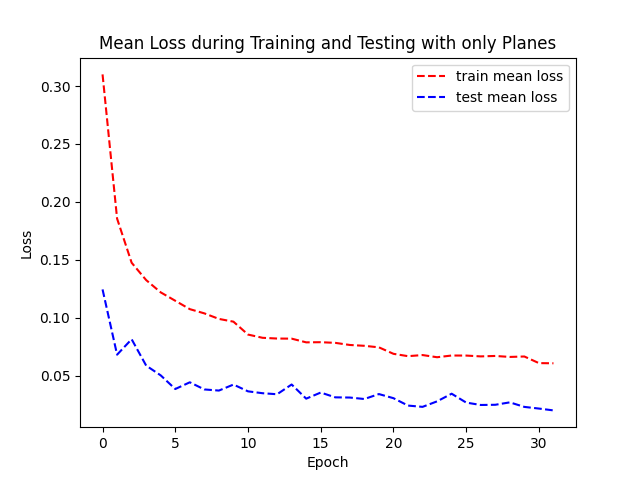 Mean Loss during Training and Testing with only Planes
train mean loss
test mean loss
0.30
0.25
0.20
0.15
0.10
0.05
Loss
0 5 10 15 20 25 30
Epoch